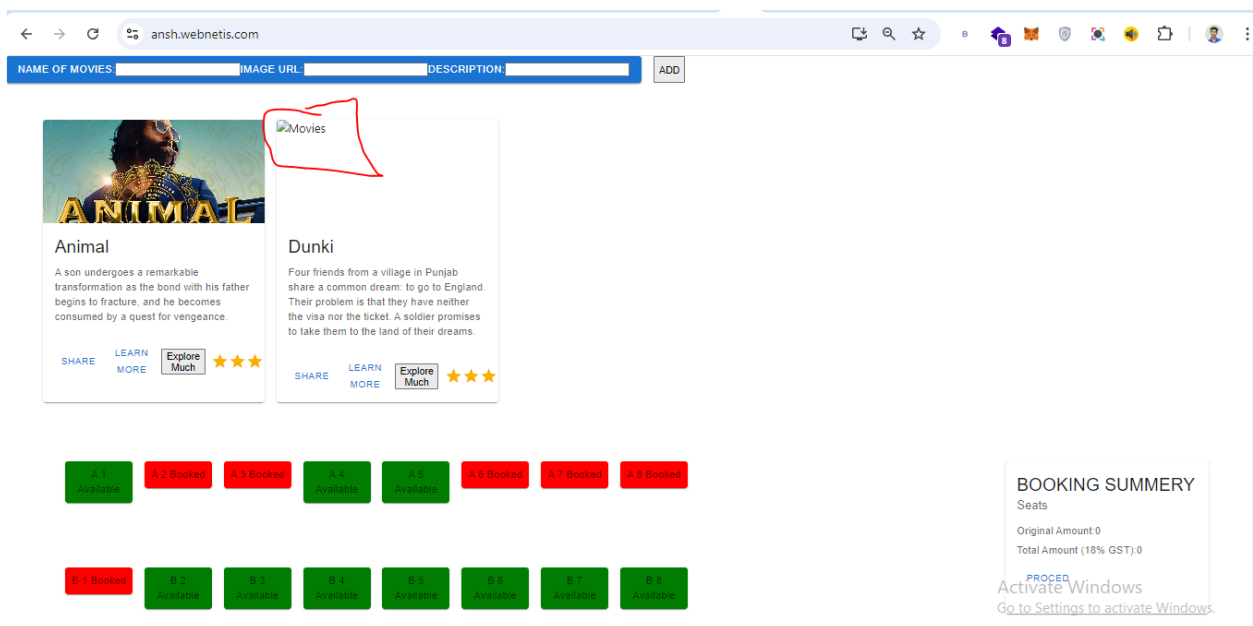 ansh.webnetis.com
B
B
NAME OF MOVIES: IMAGE URL: DESCRIPTION: ADD
Movies
ANIMAL
Animal
A son undergoes a remarkable
transformation as the bond with his father
begins to fracture, and he becomes
consumed by a quest for vengeance.
SHARE
LEARN
MORE
Explore
Much
Dunki
Four friends from a village in Punjab
share a common dream: to go to England.
Their problem is that they have neither
the visa nor the ticket. A soldier promises
to take them to the land of their dreams.
SHARE
LEARN
MORE
Explore
Much
A 1
Available
A 2 Booked
A 3 Booked
A 4
Available
A 5
Available
A 6 Booked
A 7 Booked
A 8 Booked
B 1 Booked
B 2
Available
B 3
Available
B 4
Available
B 5
Available
B 6
Available
B 7
Available
B 8
Available
BOOKING SUMMERY
Seats
Original Amount:0
Total Amount (18% GST):0
PROCED
Activate Windows
Go to Settings to activate Windows.